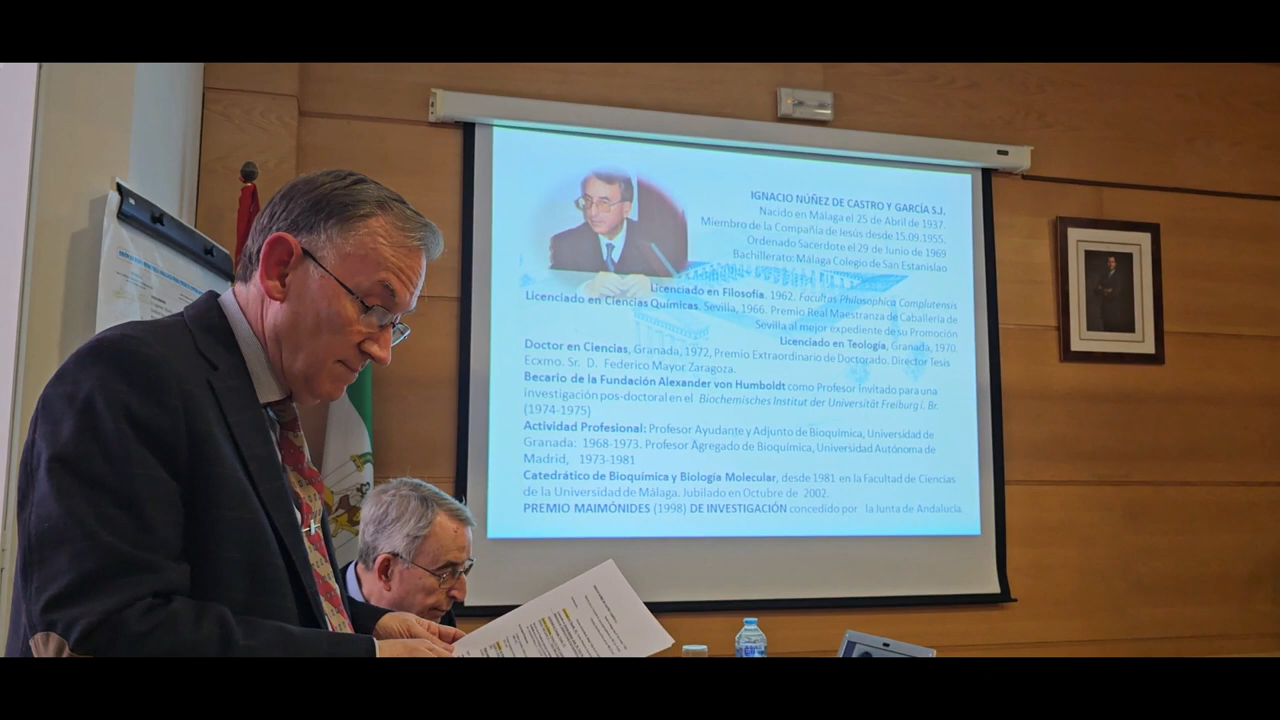 IGNACIO NÚÑEZ DE CASTRO Y GARCÍA S.J.
Nacido en Málaga el 25 de Abril de 1937.
Miembro de la Compañía de Jesús desde 15.09.1955.
Ordenado Sacerdote el 29 de Junio de 1969
Bachillerato: Málaga Colegio de San Estanislao
Licenciado en Filosofía. 1962. Facultas Philosophica Complutensis
Licenciado en Ciencias Químicas. Sevilla, 1966. Premio Real Maestranza de Caballería de
Sevilla al mejor expediente de su Promoción
Licenciado en Teología, Granada, 1970.
Doctor en Ciencias, Granada, 1972, Premio Extraordinario de Doctorado. Director Tesis
Ecxmo. Sr. D. Federico Mayor Zaragoza.
Becario de la Fundación Alexander von Humboldt como Profesor Invitado para una
investigación pos-doctoral en el Biochemisches Institut der Universität Freiburg i. Br.
(1974-1975)
Actividad Profesional: Profesor Ayudante y Adjunto de Bioquímica, Universidad de
Granada: 1968-1973. Profesor Agregado de Bioquímica, Universidad Autónoma de
Madrid, 1973-1981
Catedrático de Bioquímica y Biología Molecular, desde 1981 en la Facultad de Ciencias
de la Universidad de Málaga. Jubilado en Octubre de 2002.
PREMIO MAIMÓNIDES (1998) DE INVESTIGACIÓN concedido por la Junta de Andalucía.